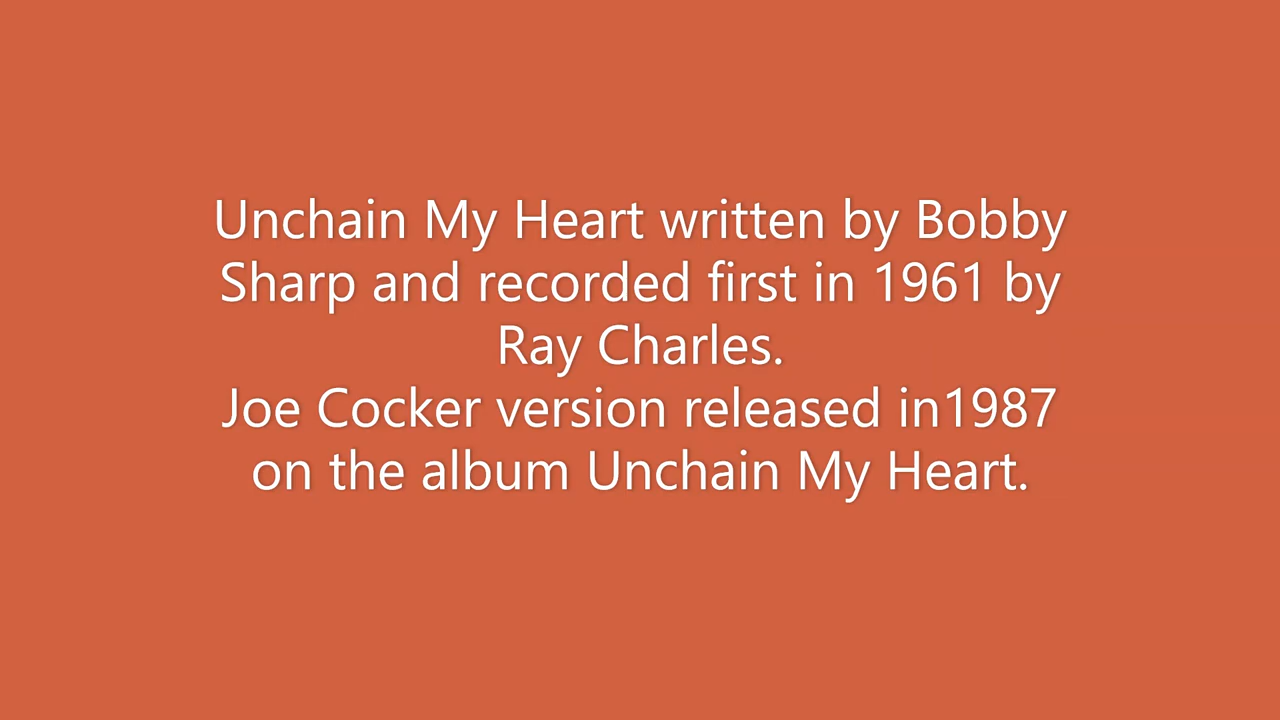 Unchain My Heart written by Bobby
Sharp and recorded first in 1961 by
Ray Charles.
Joe Cocker version released in1987
on the album Unchain My Heart.